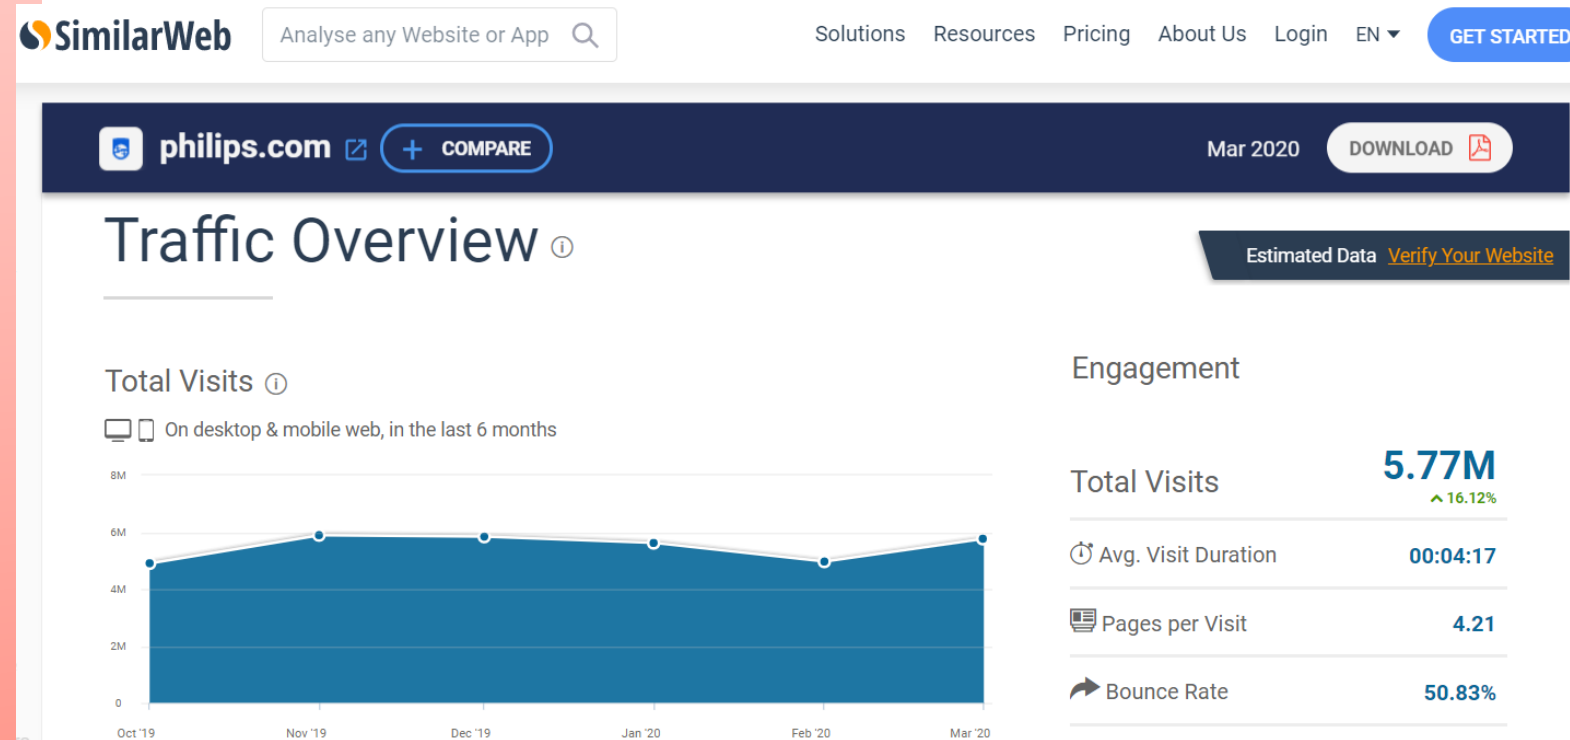 SimilarWeb
Analyse any Website or App
Solutions Resources Pricing About Us Login EN GET STARTED
philips.com + COMPARE
Mar 2020 DOWNLOAD
Traffic Overview
Estimated Data Verify Your Website
Total Visits
On desktop & mobile web, in the last 6 months
8M
6M
4M
2M
0
Oct '19 Nov '19 Dec '19 Jan '20 Feb '20 Mar '20
Engagement
Total Visits 5.77M
16.12%
Avg. Visit Duration 00:04:17
Pages per Visit 4.21
Bounce Rate 50.83%